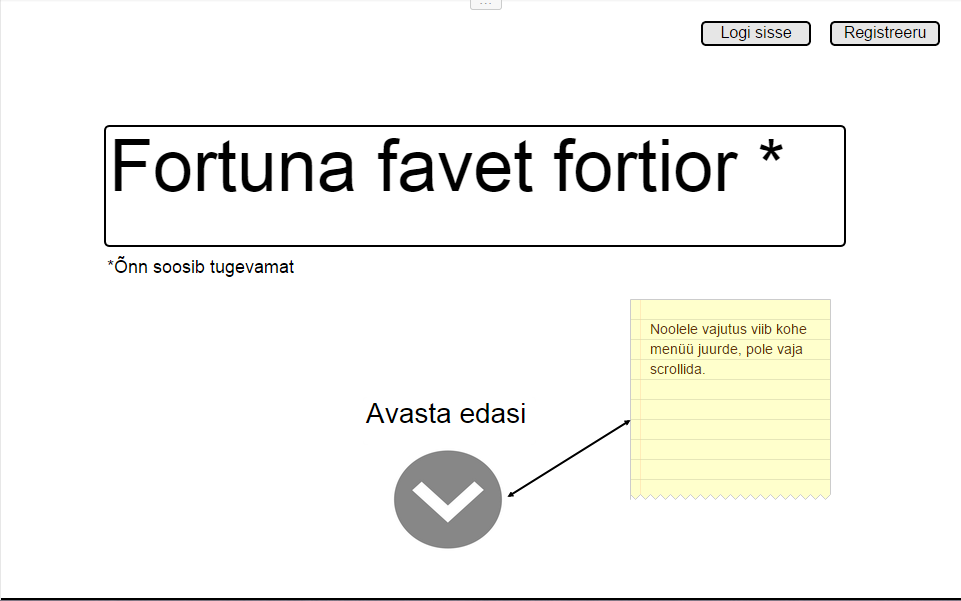 Logi sisse
Registreeru
Fortuna favet fortior *
*Õnn soosib tugevamat
Noolele vajutus viib kohe
menüü juurde, pole vaja
scrollida.
Avasta edasi